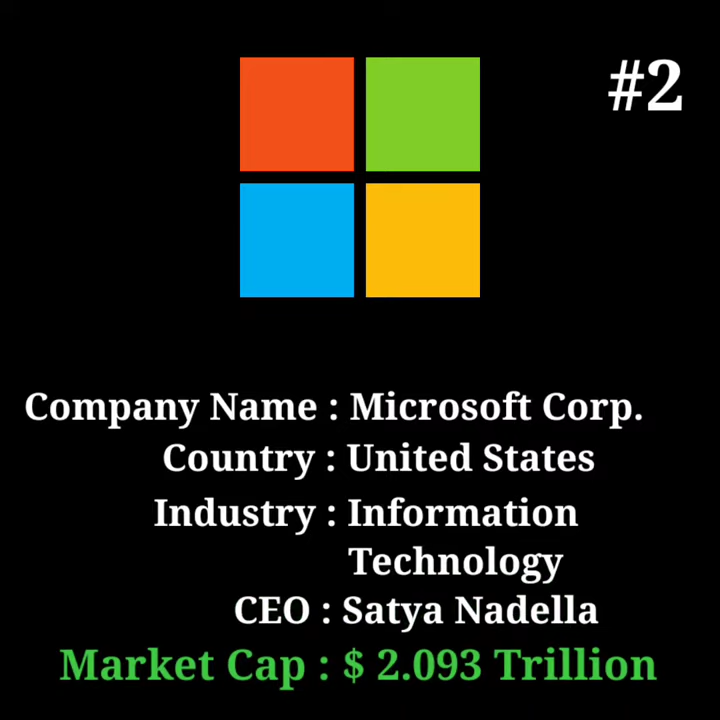 #2
Company Name : Microsoft Corp.
Country : United States
Industry : Information
Technology
CEO : Satya Nadella
Market Cap : $ 2.093 Trillion